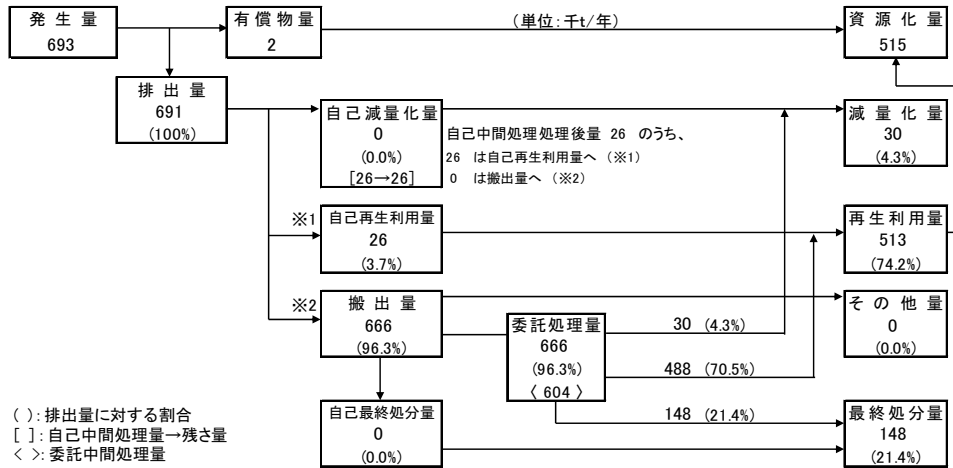 発生量
693
有償物量
2
(単位:千t/年)
資源化量
515
排出量
691
(100%)
自己減量化量
0
(0.0%)
[26→26]
自己中間処理処理後量 26 のうち、
26 は自己再生利用量へ (※1)
0 は搬出量へ (※2)
減量化量
30
(4.3%)
※1
自己再生利用量
26
(3.7%)
再生利用量
513
(74.2%)
※2
搬出量
666
(96.3%)
委託処理量
666
(96.3%)
〈 604 〉
30 (4.3%)
488 (70.5%)
148 (21.4%)
その他量
0
(0.0%)
自己最終処分量
0
(0.0%)
最終処分量
148
(21.4%)
( ):排出量に対する割合
[ ]:自己中間処理量→残さ量
< >:委託中間処理量